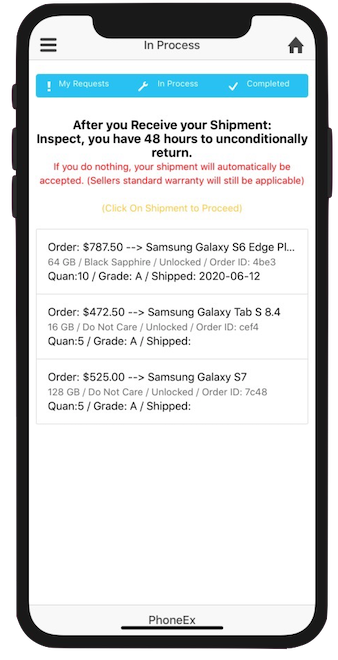 In Process
My Requests
In Process
Completed
After you Receive your Shipment:
Inspect, you have 48 hours to unconditionally
return.
If you do nothing, your shipment will automatically be
accepted. (Sellers standard warranty will still be applicable)
(Click On Shipment to Proceed)
Order: $787.50 --> Samsung Galaxy S6 Edge Pl...
64 GB / Black Sapphire / Unlocked / Order ID: 4be3
Quan:10 / Grade: A / Shipped: 2020-06-12
Order: $472.50 --> Samsung Galaxy Tab S 8.4
16 GB / Do Not Care / Unlocked / Order ID: cef4
Quan:5 / Grade: A / Shipped:
Order: $525.00 --> Samsung Galaxy S7
128 GB / Do Not Care / Unlocked / Order ID: 7c48
Quan:5 / Grade: A / Shipped:
PhoneEx